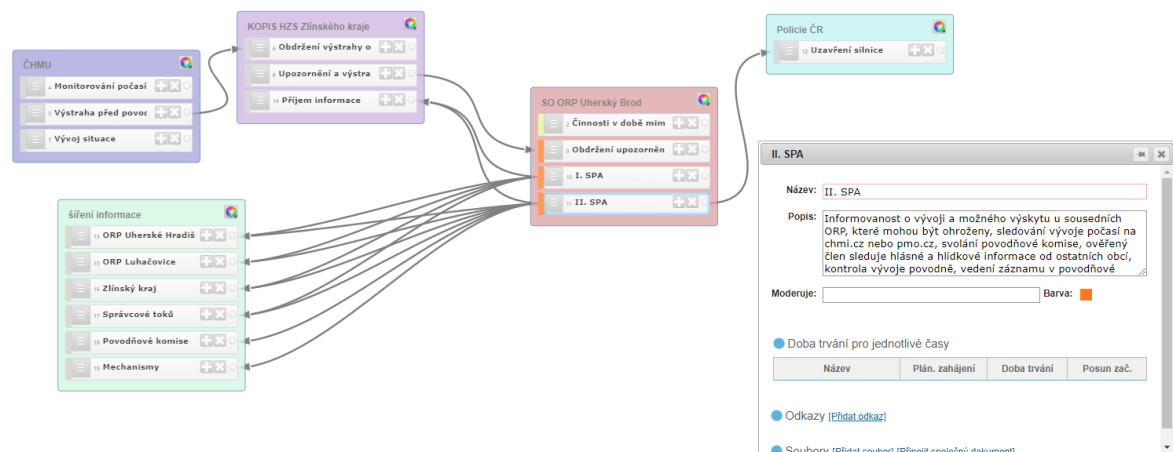 ČHMU
4 Monitorování počasí
5 Výstraha před povoc
7 Vývoj situace
KOPIS HZS Zlínského kraje
6 Obdržení výstrahy o
8 Upozornění a výstra
14 Příjem informace
SO ORP Uherský Brod
2 Činnosti v době mim
9 Obdržení upozorněn
10 I. SPA
11 II. SPA
Policie ČR
12 Uzavření silnice
šíření informace
13 ORP Uherské Hradiš
15 ORP Luhačovice
16 Zlínský kraj
17 Správcové toků
18 Povodňové komise
19 Mechanismy
II. SPA
Název: II. SPA
Popis: Informovanost o vývoji a možného výskytu u sousedních
ORP, které mohou být ohroženy, sledování vývoje počasí na
chmi.cz nebo pmo.cz, svolání povodňové komise, ověřený
člen sleduje hlásné a hlídkové informace od ostatních obcí,
kontrola vývoje povodně, vedení záznamu v povodňové
Moderuje: Barva:
Doba trvání pro jednotlivé časy
Název Plán. zahájení Doba trvání Posun zač.
Odkazy [Přidat odkaz]
Soubory [Přidat soubor] [Připojit společný dokument]